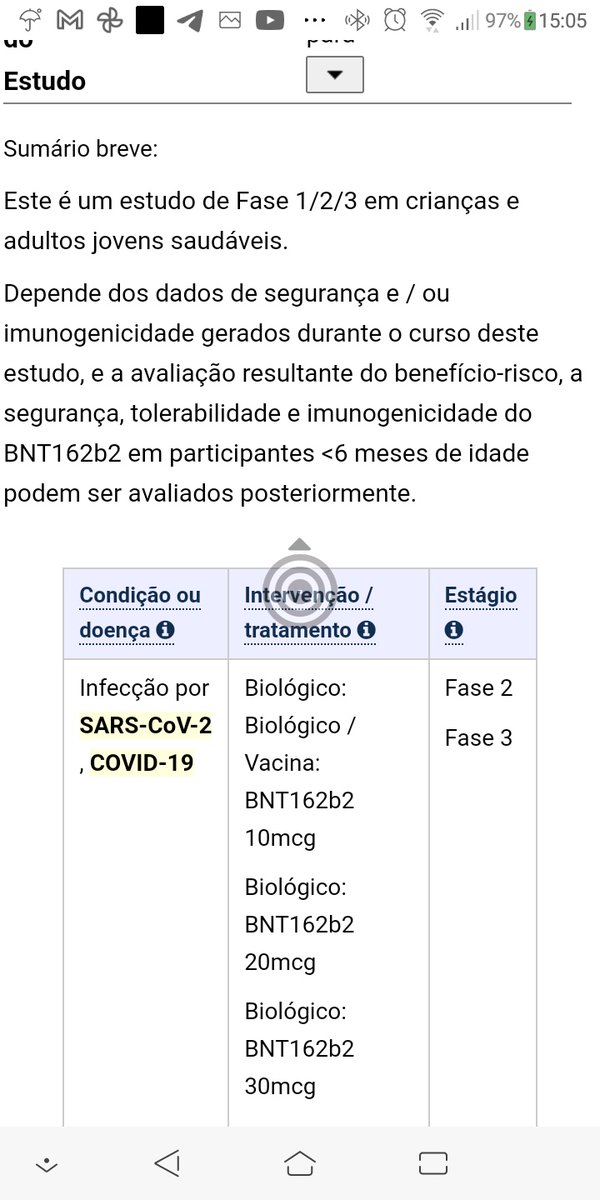 97% 15:05
do
para
Estudo
Sumário breve:
Este é um estudo de Fase 1/2/3 em crianças e
adultos jovens saudáveis.
Depende dos dados de segurança e / ou
imunogenicidade gerados durante o curso deste
estudo, e a avaliação resultante do benefício-risco, a
segurança, tolerabilidade e imunogenicidade do
BNT162b2 em participantes <6 meses de idade
podem ser avaliados posteriormente.
Condição ou
doença
Intervenção /
tratamento
Estágio
Infecção por
SARS-CoV-2
, COVID-19
Biológico:
Biológico /
Vacina:
BNT162b2
10mcg
Biológico:
BNT162b2
20mcg
Biológico:
BNT162b2
30mcg
Fase 2
Fase 3